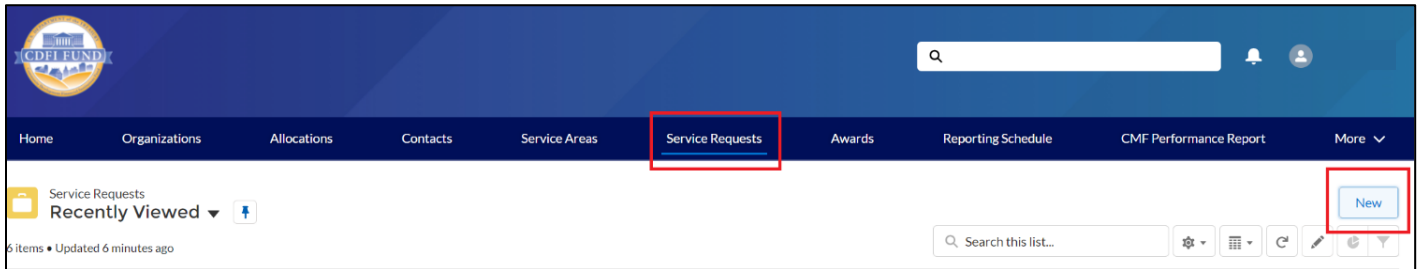 CDFI FUND
Home Organizations Allocations Contacts Service Areas Service Requests Awards Reporting Schedule CMF Performance Report More
Service Requests
Recently Viewed
New
6 items • Updated 6 minutes ago
Search this list...